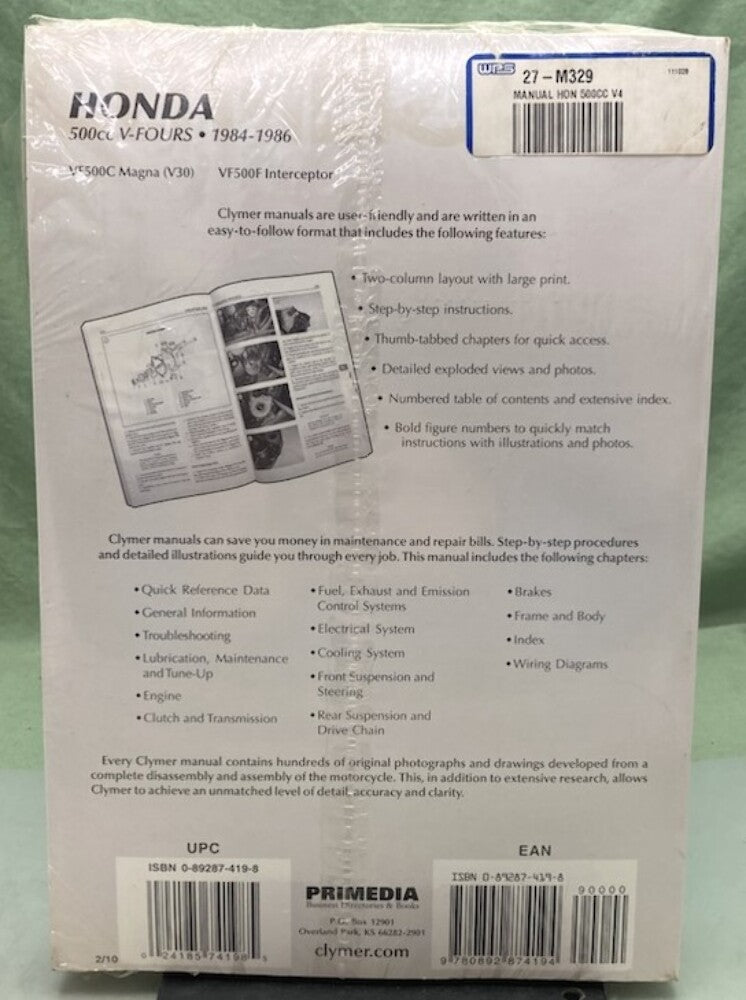 WPS
27-M329
111028
MANUAL HON 500CC V4
HONDA
500cc V-FOURS • 1984-1986
VF500C Magna (V30) VF500F Interceptor
Clymer manuals are user-friendly and are written in an
easy-to-follow format that includes the following features:
• Two-column layout with large print.
• Step-by-step instructions.
• Thumb-tabbed chapters for quick access.
• Detailed exploded views and photos.
• Numbered table of contents and extensive index.
• Bold figure numbers to quickly match
instructions with illustrations and photos.
Clymer manuals can save you money in maintenance and repair bills. Step-by-step procedures
and detailed illustrations guide you through every job. This manual includes the following chapters:
• Quick Reference Data
• General Information
• Troubleshooting
• Lubrication, Maintenance
and Tune-Up
• Engine
• Clutch and Transmission
• Fuel, Exhaust and Emission
Control Systems
• Electrical System
• Cooling System
• Front Suspension and
Steering
• Rear Suspension and
Drive Chain
• Brakes
• Frame and Body
• Index
• Wiring Diagrams
Every Clymer manual contains hundreds of original photographs and drawings developed from a
complete disassembly and assembly of the motorcycle. This, in addition to extensive research, allows
Clymer to achieve an unmatched level of detail, accuracy and clarity.
UPC
ISBN 0-89287-419-8
0 24185 74198 3
2/10
PRIMEDIA
Business Directories & Books
P.O. Box 12901
Overland Park, KS 66282-2901
clymer.com
EAN
ISBN 0-89287-419-8
90000
9 780892 874194